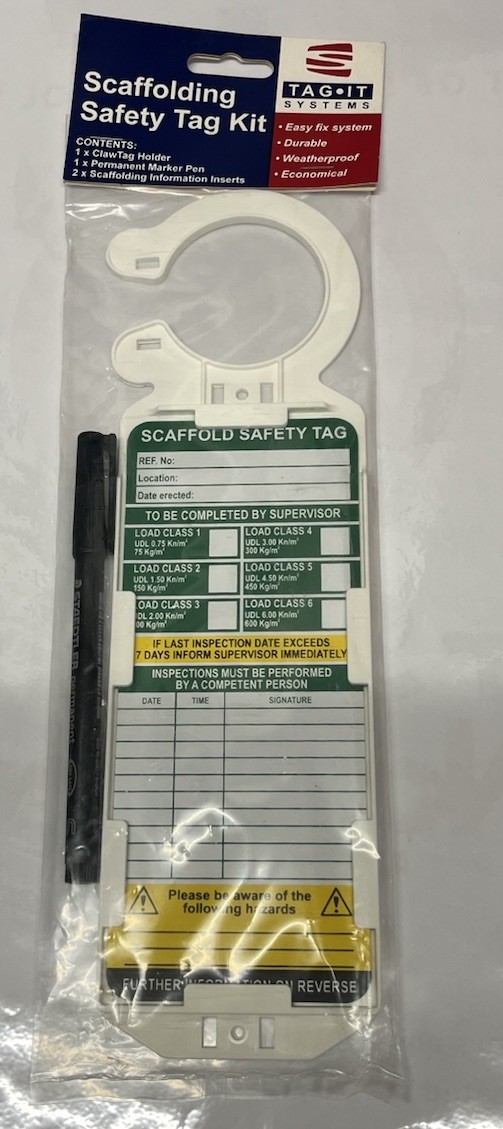 Scaffolding
Safety Tag Kit
CONTENTS:
1 x ClawTag Holder
1 x Permanent Marker Pen
2 x Scaffolding Information Inserts
TAG•IT
SYSTEMS
• Easy fix system
• Durable
• Weatherproof
• Economical
SCAFFOLD SAFETY TAG
REF. No:
Location:
Date erected:
TO BE COMPLETED BY SUPERVISOR
LOAD CLASS 1
UDL 0.75 Kn/m²
75 Kg/m²
LOAD CLASS 4
UDL 3.00 Kn/m²
300 Kg/m²
LOAD CLASS 2
UDL 1.50 Kn/m²
150 Kg/m²
LOAD CLASS 5
UDL 4.50 Kn/m²
450 Kg/m²
LOAD CLASS 3
UDL 2.00 Kn/m²
00 Kg/m²
LOAD CLASS 6
UDL 6.00 Kn/m²
600 Kg/m²
IF LAST INSPECTION DATE EXCEEDS
7 DAYS INFORM SUPERVISOR IMMEDIATELY
INSPECTIONS MUST BE PERFORMED
BY A COMPETENT PERSON
DATE TIME SIGNATURE
Please be aware of the
following hazards
FURTHER INFORMATION ON REVERSE
STAEDTLER permanent